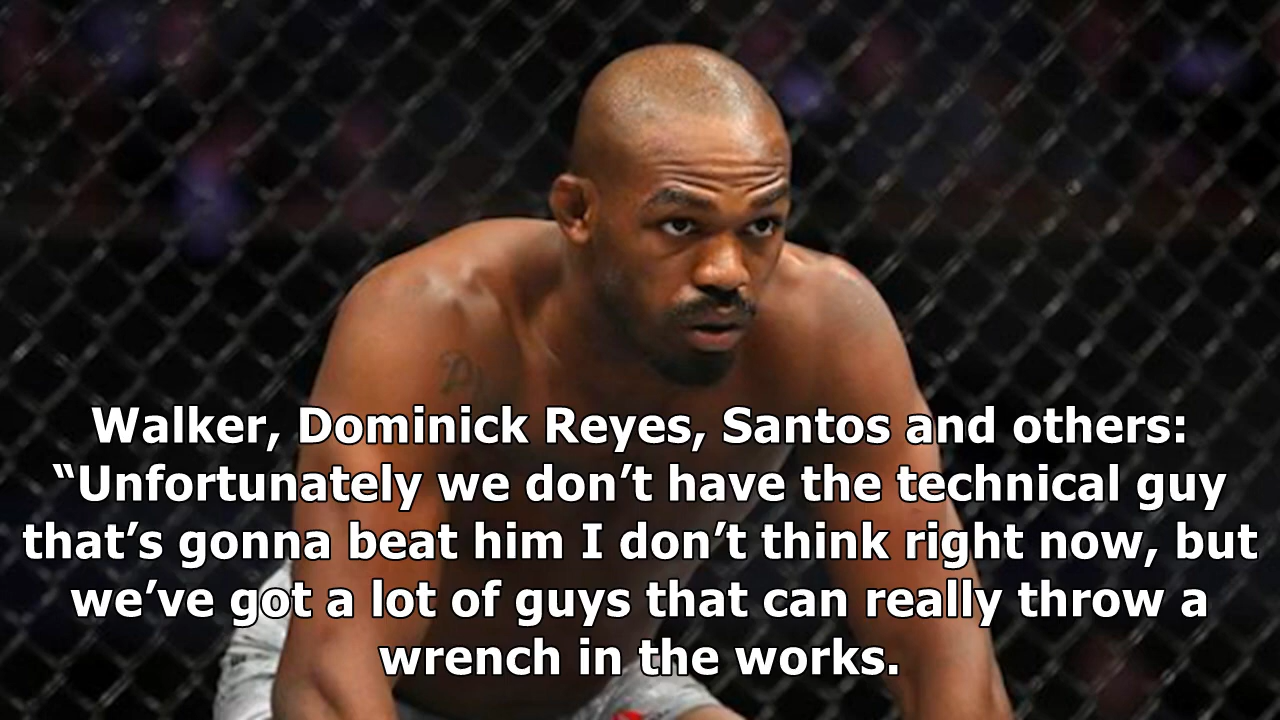 Walker, Dominick Reyes, Santos and others:
“Unfortunately we don’t have the technical guy
that’s gonna beat him I don’t think right now, but
we’ve got a lot of guys that can really throw a
wrench in the works.